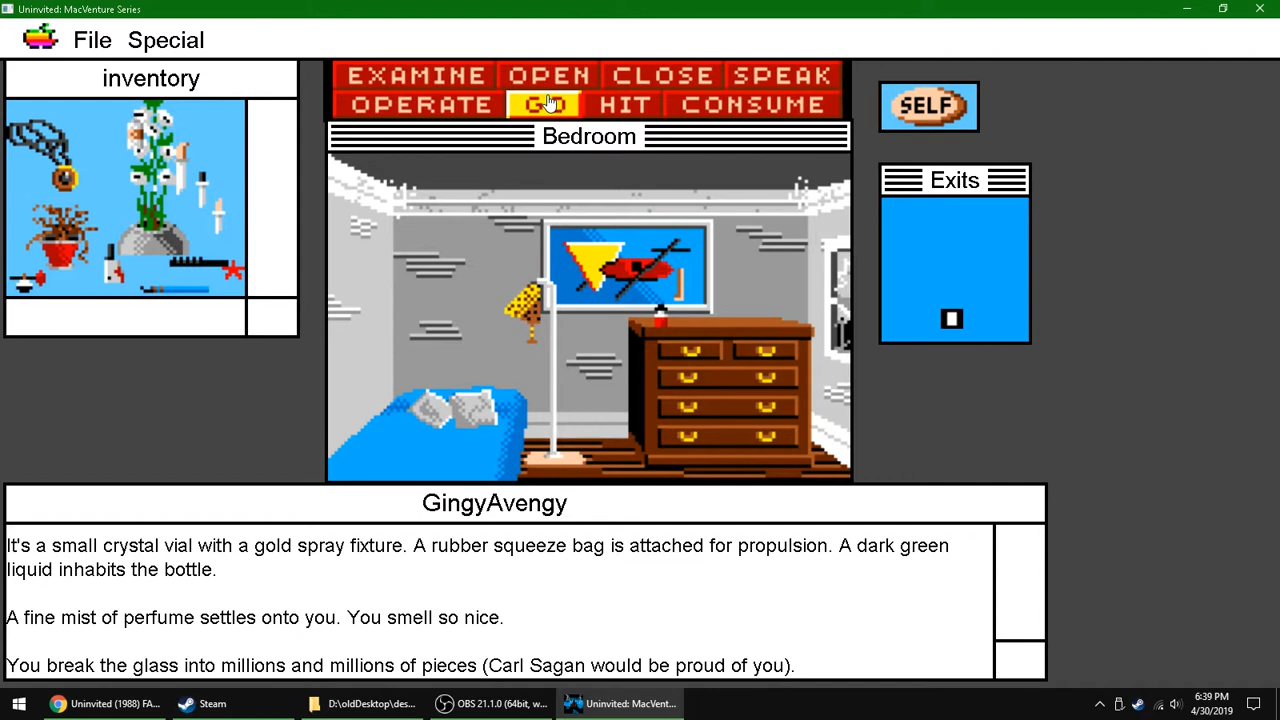 Uninvited: MacVenture Series
File Special
inventory
EXAMINE OPEN CLOSE SPEAK
OPERATE GO HIT CONSUME
SELF
Bedroom
Exits
GingyAvengy
It's a small crystal vial with a gold spray fixture. A rubber squeeze bag is attached for propulsion. A dark green
liquid inhabits the bottle.
A fine mist of perfume settles onto you. You smell so nice.
You break the glass into millions and millions of pieces (Carl Sagan would be proud of you).
Uninvited (1988) FA... Steam D:\oldDesktop\des... OBS 21.1.0 (64bit, w... Uninvited: MacVent...
6:39 PM
4/30/2019